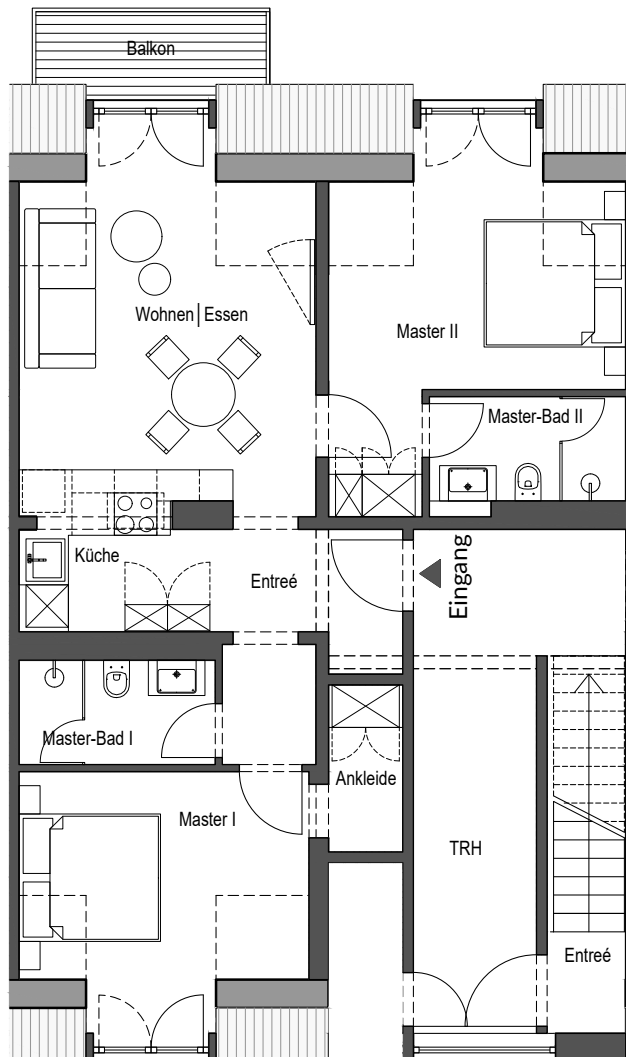 Balkon
Wohnen|Essen
Master II
Master-Bad II
Küche
Entreé
Eingang
Master-Bad I
Ankleide
Master I
TRH
Entreé